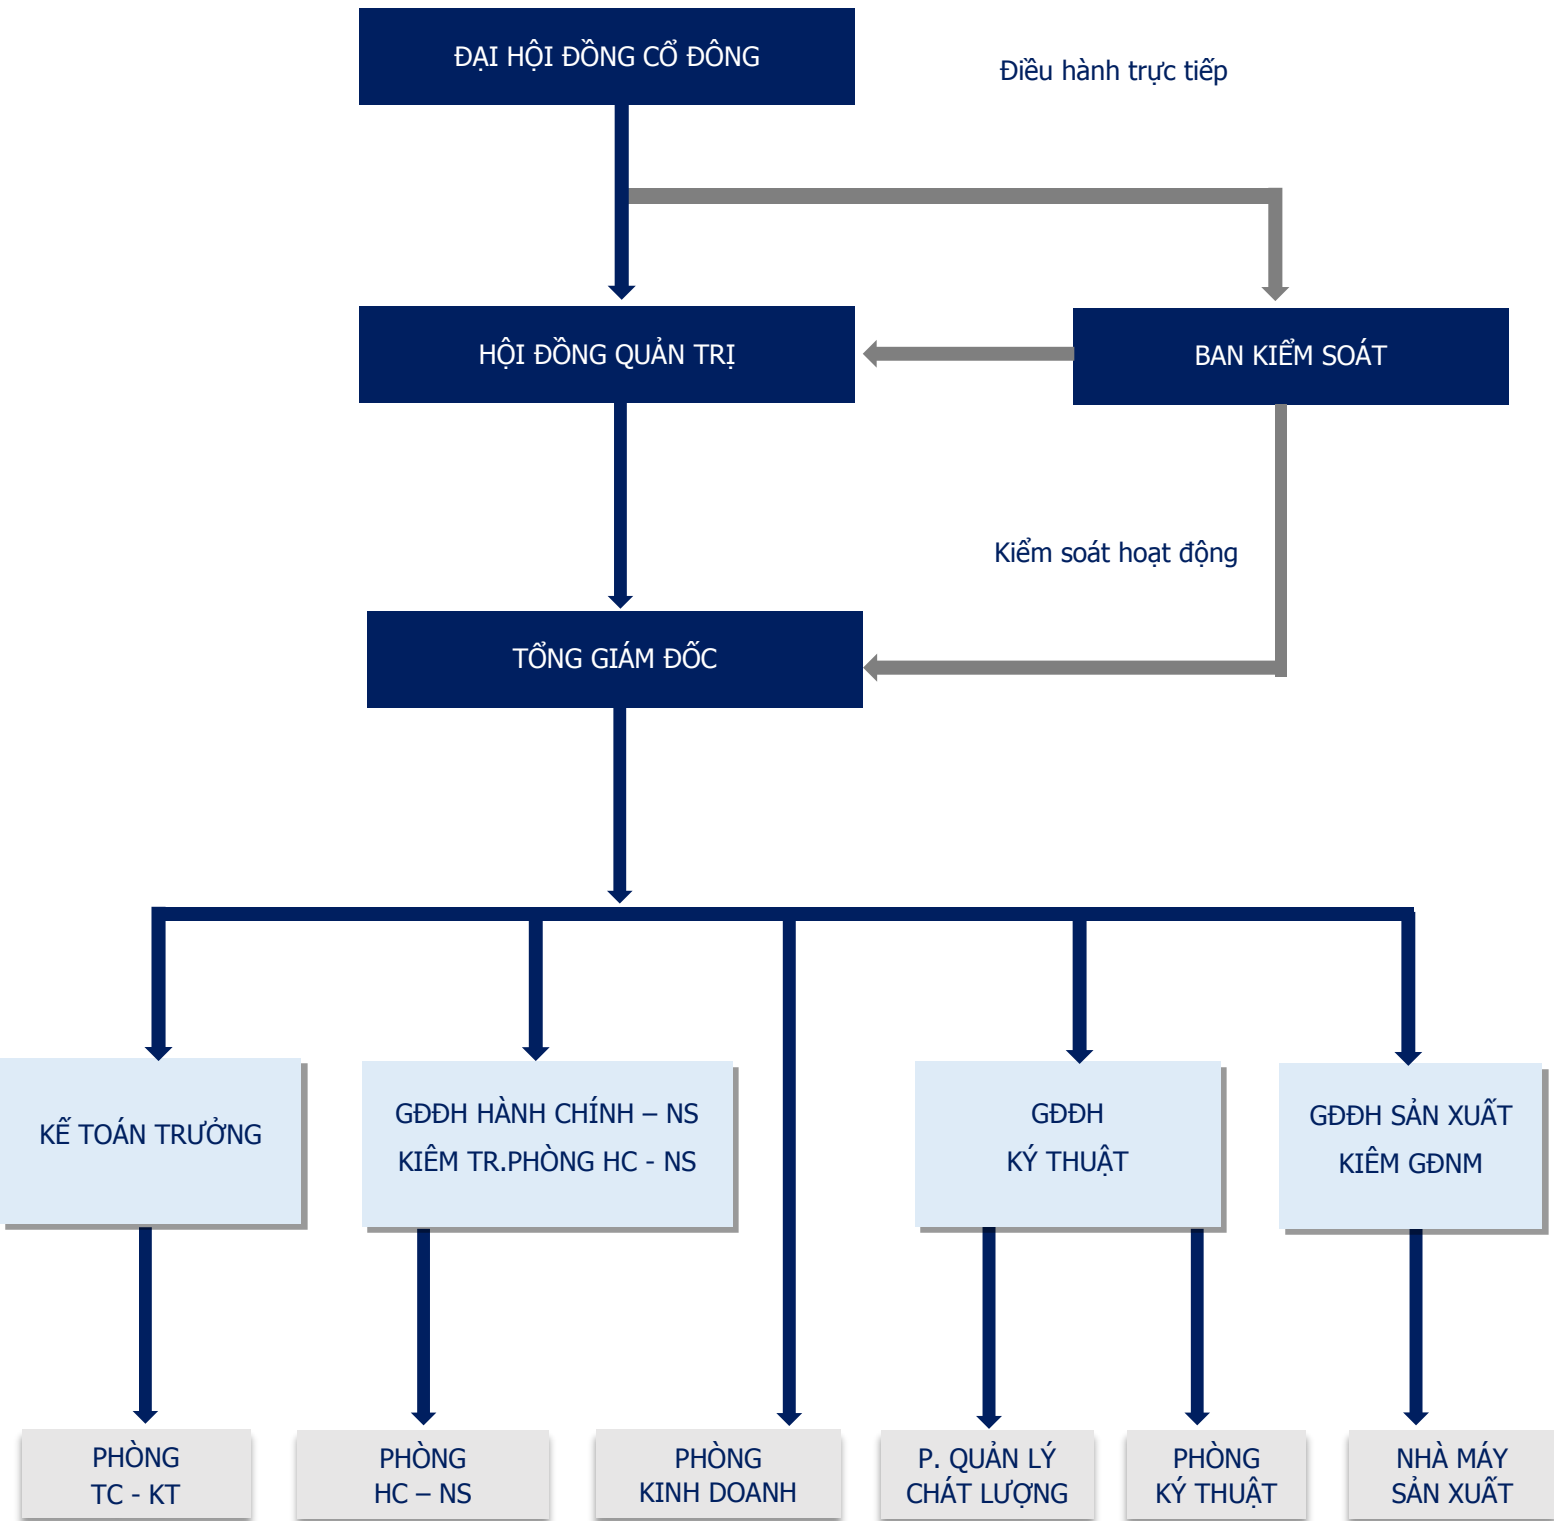 ĐẠI HỘI ĐỒNG CỔ ĐÔNG
Điều hành trực tiếp
HỘI ĐỒNG QUẢN TRỊ
BAN KIỂM SOÁT
Kiểm soát hoạt động
TỔNG GIÁM ĐỐC
KẾ TOÁN TRƯỞNG
GĐĐH HÀNH CHÍNH – NS
KIÊM TR.PHÒNG HC - NS
GĐĐH
KỸ THUẬT
GĐĐH SẢN XUẤT
KIÊM GĐNM
PHÒNG
TC - KT
PHÒNG
HC – NS
PHÒNG
KINH DOANH
P. QUẢN LÝ
CHẤT LƯỢNG
PHÒNG
KỸ THUẬT
NHÀ MÁY
SẢN XUẤT